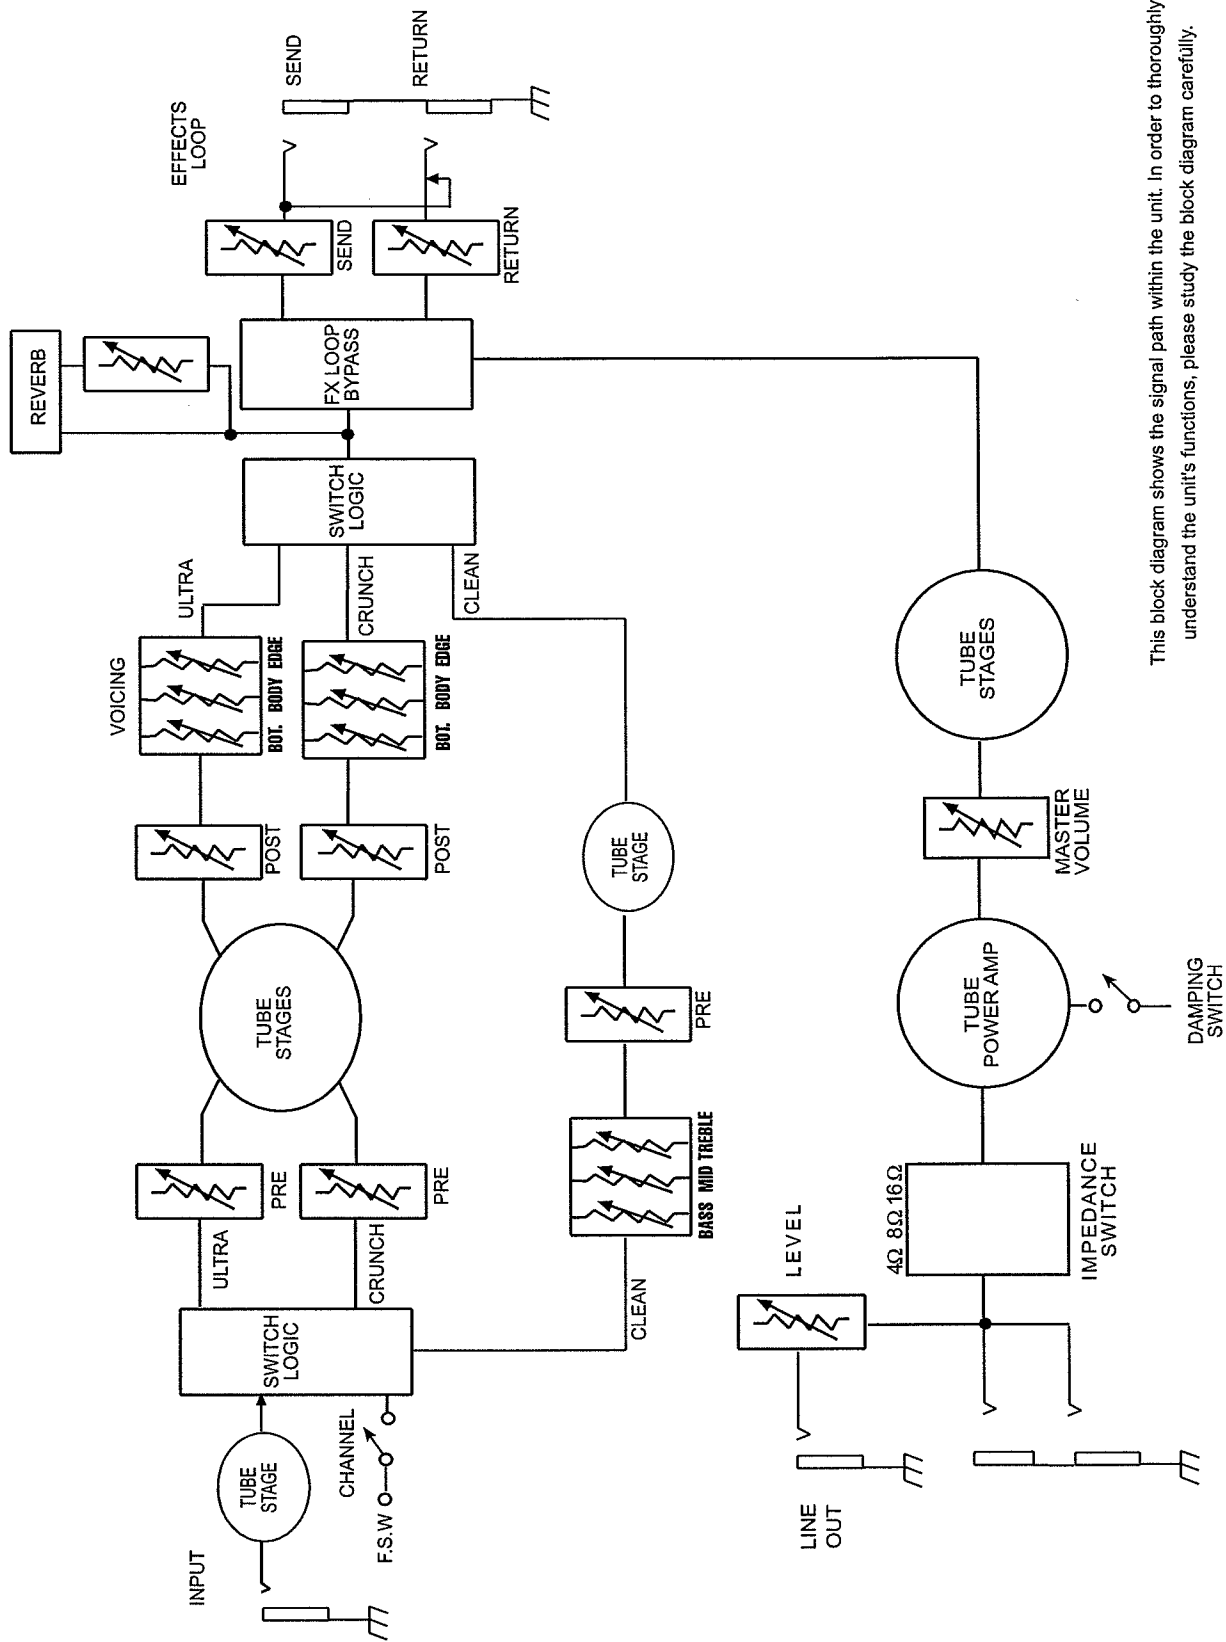 INPUT
TUBE
STAGE
CHANNEL
F.S.W
SWITCH
LOGIC
ULTRA
CRUNCH
CLEAN
PRE
PRE
TUBE
STAGES
POST
POST
VOICING
BOT. BODY EDGE
BOT. BODY EDGE
ULTRA
CRUNCH
CLEAN
BASS MID TREBLE
PRE
TUBE
STAGE
SWITCH
LOGIC
REVERB
FX LOOP
BYPASS
SEND
RETURN
EFFECTS
LOOP
SEND
RETURN
LINE
OUT
LEVEL
4Ω 8Ω 16Ω
IMPEDANCE
SWITCH
TUBE
POWER AMP
DAMPING
SWITCH
MASTER
VOLUME
TUBE
STAGES
This block diagram shows the signal path within the unit. In order to thoroughly
understand the unit's functions, please study the block diagram carefully.